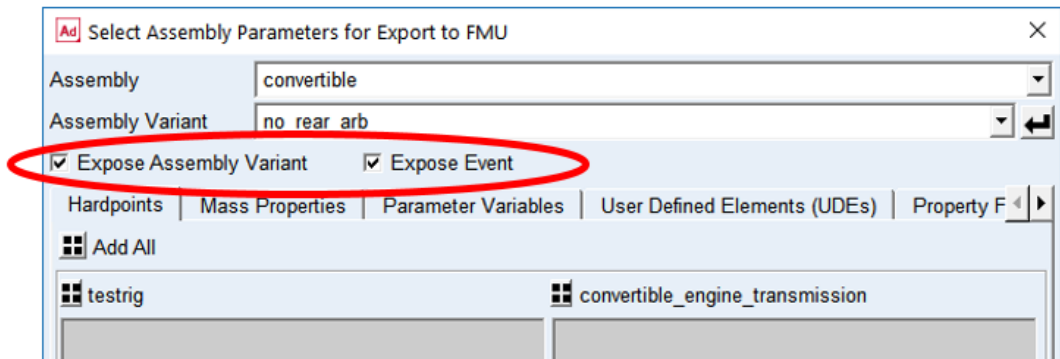 Ad Select Assembly Parameters for Export to FMU
Assembly convertible
Assembly Variant no_rear_arb
Expose Assembly Variant Expose Event
Hardpoints Mass Properties Parameter Variables User Defined Elements (UDEs) Property F
Add All
testrig convertible_engine_transmission